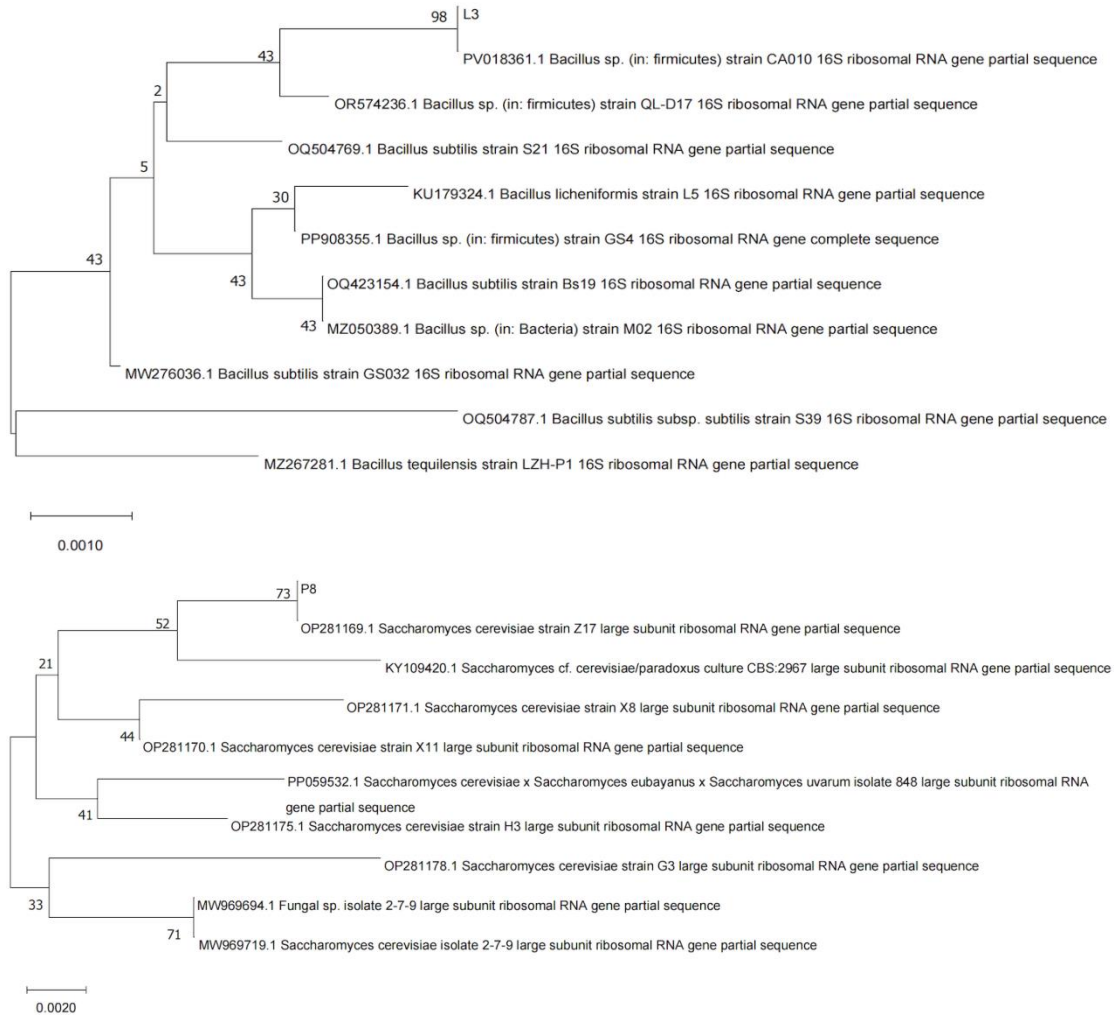 98 L3
PV018361.1 Bacillus sp. (in: firmicutes) strain CA010 16S ribosomal RNA gene partial sequence
43
2
OR574236.1 Bacillus sp. (in: firmicutes) strain QL-D17 16S ribosomal RNA gene partial sequence
OQ504769.1 Bacillus subtilis strain S21 16S ribosomal RNA gene partial sequence
5
30
KU179324.1 Bacillus licheniformis strain L5 16S ribosomal RNA gene partial sequence
PP908355.1 Bacillus sp. (in: firmicutes) strain GS4 16S ribosomal RNA gene complete sequence
43
43
OQ423154.1 Bacillus subtilis strain Bs19 16S ribosomal RNA gene partial sequence
43 MZ050389.1 Bacillus sp. (in: Bacteria) strain M02 16S ribosomal RNA gene partial sequence
MW276036.1 Bacillus subtilis strain GS032 16S ribosomal RNA gene partial sequence
OQ504787.1 Bacillus subtilis subsp. subtilis strain S39 16S ribosomal RNA gene partial sequence
MZ267281.1 Bacillus tequilensis strain LZH-P1 16S ribosomal RNA gene partial sequence
0.0010
73 P8
52
OP281169.1 Saccharomyces cerevisiae strain Z17 large subunit ribosomal RNA gene partial sequence
21
KY109420.1 Saccharomyces cf. cerevisiae/paradoxus culture CBS:2967 large subunit ribosomal RNA gene partial sequence
OP281171.1 Saccharomyces cerevisiae strain X8 large subunit ribosomal RNA gene partial sequence
44
OP281170.1 Saccharomyces cerevisiae strain X11 large subunit ribosomal RNA gene partial sequence
PP059532.1 Saccharomyces cerevisiae x Saccharomyces eubayanus x Saccharomyces uvarum isolate 848 large subunit ribosomal RNA
gene partial sequence
41
OP281175.1 Saccharomyces cerevisiae strain H3 large subunit ribosomal RNA gene partial sequence
OP281178.1 Saccharomyces cerevisiae strain G3 large subunit ribosomal RNA gene partial sequence
33
MW969694.1 Fungal sp. isolate 2-7-9 large subunit ribosomal RNA gene partial sequence
71
MW969719.1 Saccharomyces cerevisiae isolate 2-7-9 large subunit ribosomal RNA gene partial sequence
0.0020